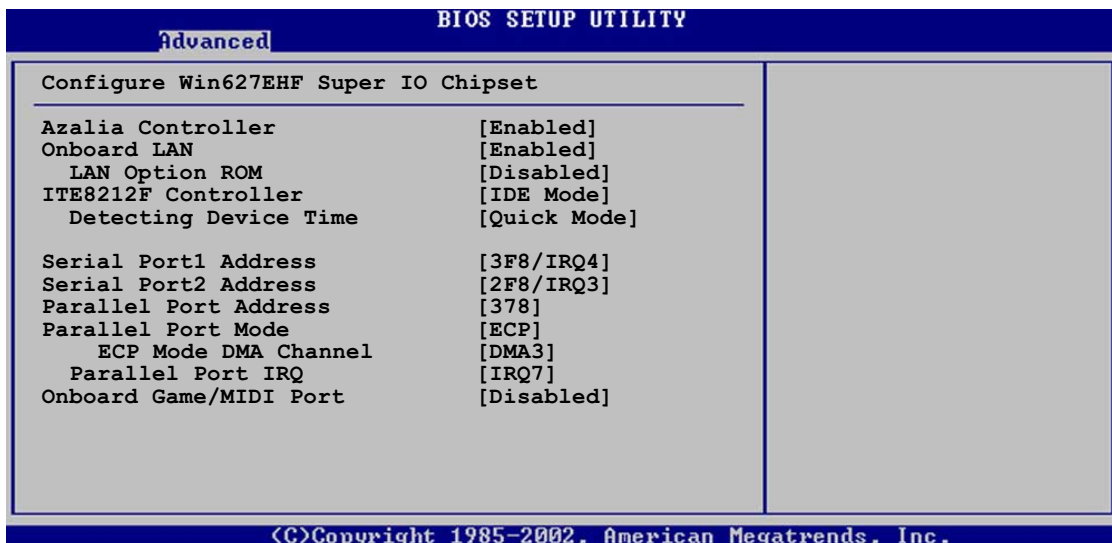 BIOS SETUP UTILITY
Advanced
Configure Win627EHF Super IO Chipset
Azalia Controller [Enabled]
Onboard LAN [Enabled]
LAN Option ROM [Disabled]
ITE8212F Controller [IDE Mode]
Detecting Device Time [Quick Mode]
Serial Port1 Address [3F8/IRQ4]
Serial Port2 Address [2F8/IRQ3]
Parallel Port Address [378]
Parallel Port Mode [ECP]
ECP Mode DMA Channel [DMA3]
Parallel Port IRQ [IRQ7]
Onboard Game/MIDI Port [Disabled]
(C)Copyright 1985-2002, American Megatrends, Inc.